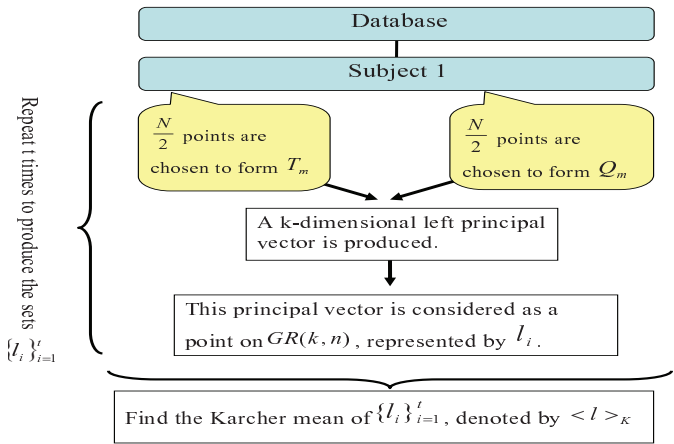 Database
Subject 1
N/2 points are
chosen to form T_m
N/2 points are
chosen to form Q_m
A k-dimensional left principal
vector is produced.
This principal vector is considered as a
point on GR(k, n), represented by l_i.
Repeat t times to produce the sets
{l_i}_{i=1}^t
Find the Karcher mean of {l_i}_{i=1}^t, denoted by < l >_K